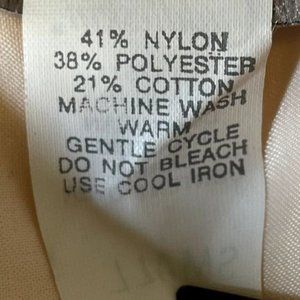 41% NYLON
38% POLYESTER
21% COTTON
MACHINE WASH
WARM
GENTLE CYCLE
DO NOT BLEACH
USE COOL IRON